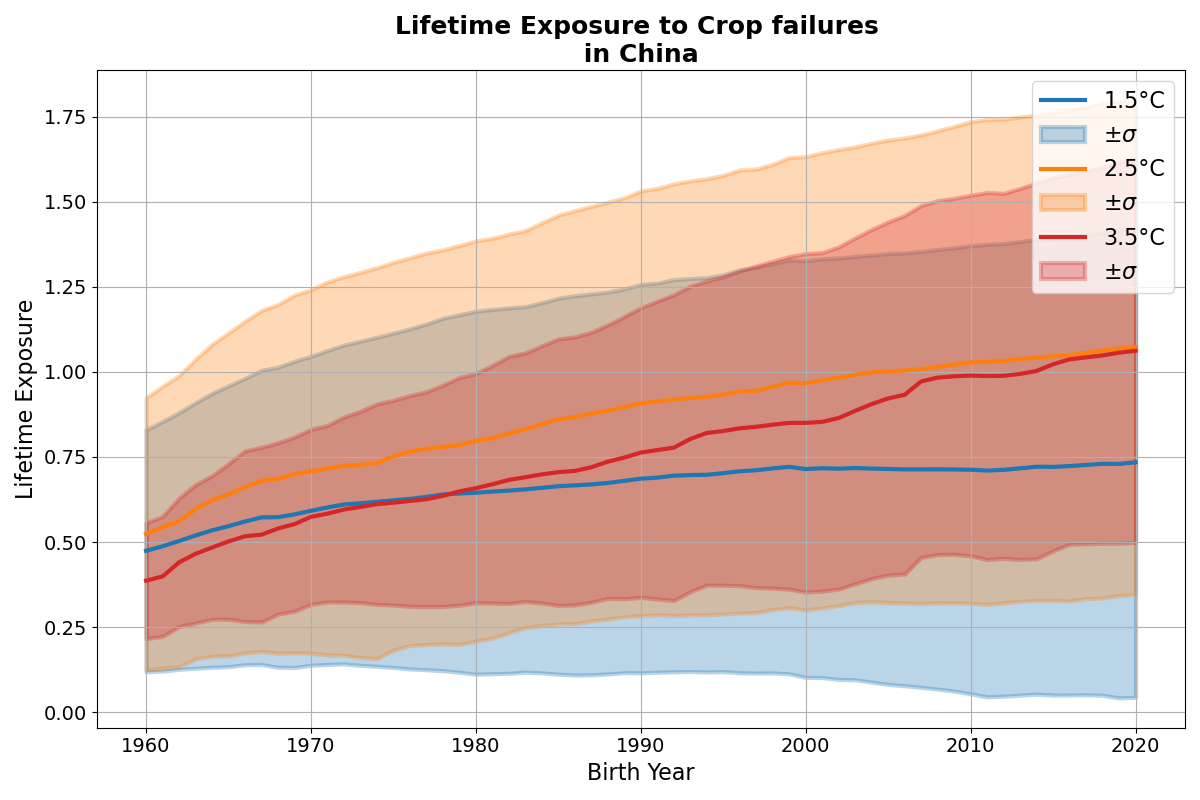 Lifetime Exposure to Crop failures
in China
1.5°C
±σ
2.5°C
±σ
3.5°C
±σ
Lifetime Exposure
1.75
1.50
1.25
1.00
0.75
0.50
0.25
0.00
1960 1970 1980 1990 2000 2010 2020
Birth Year